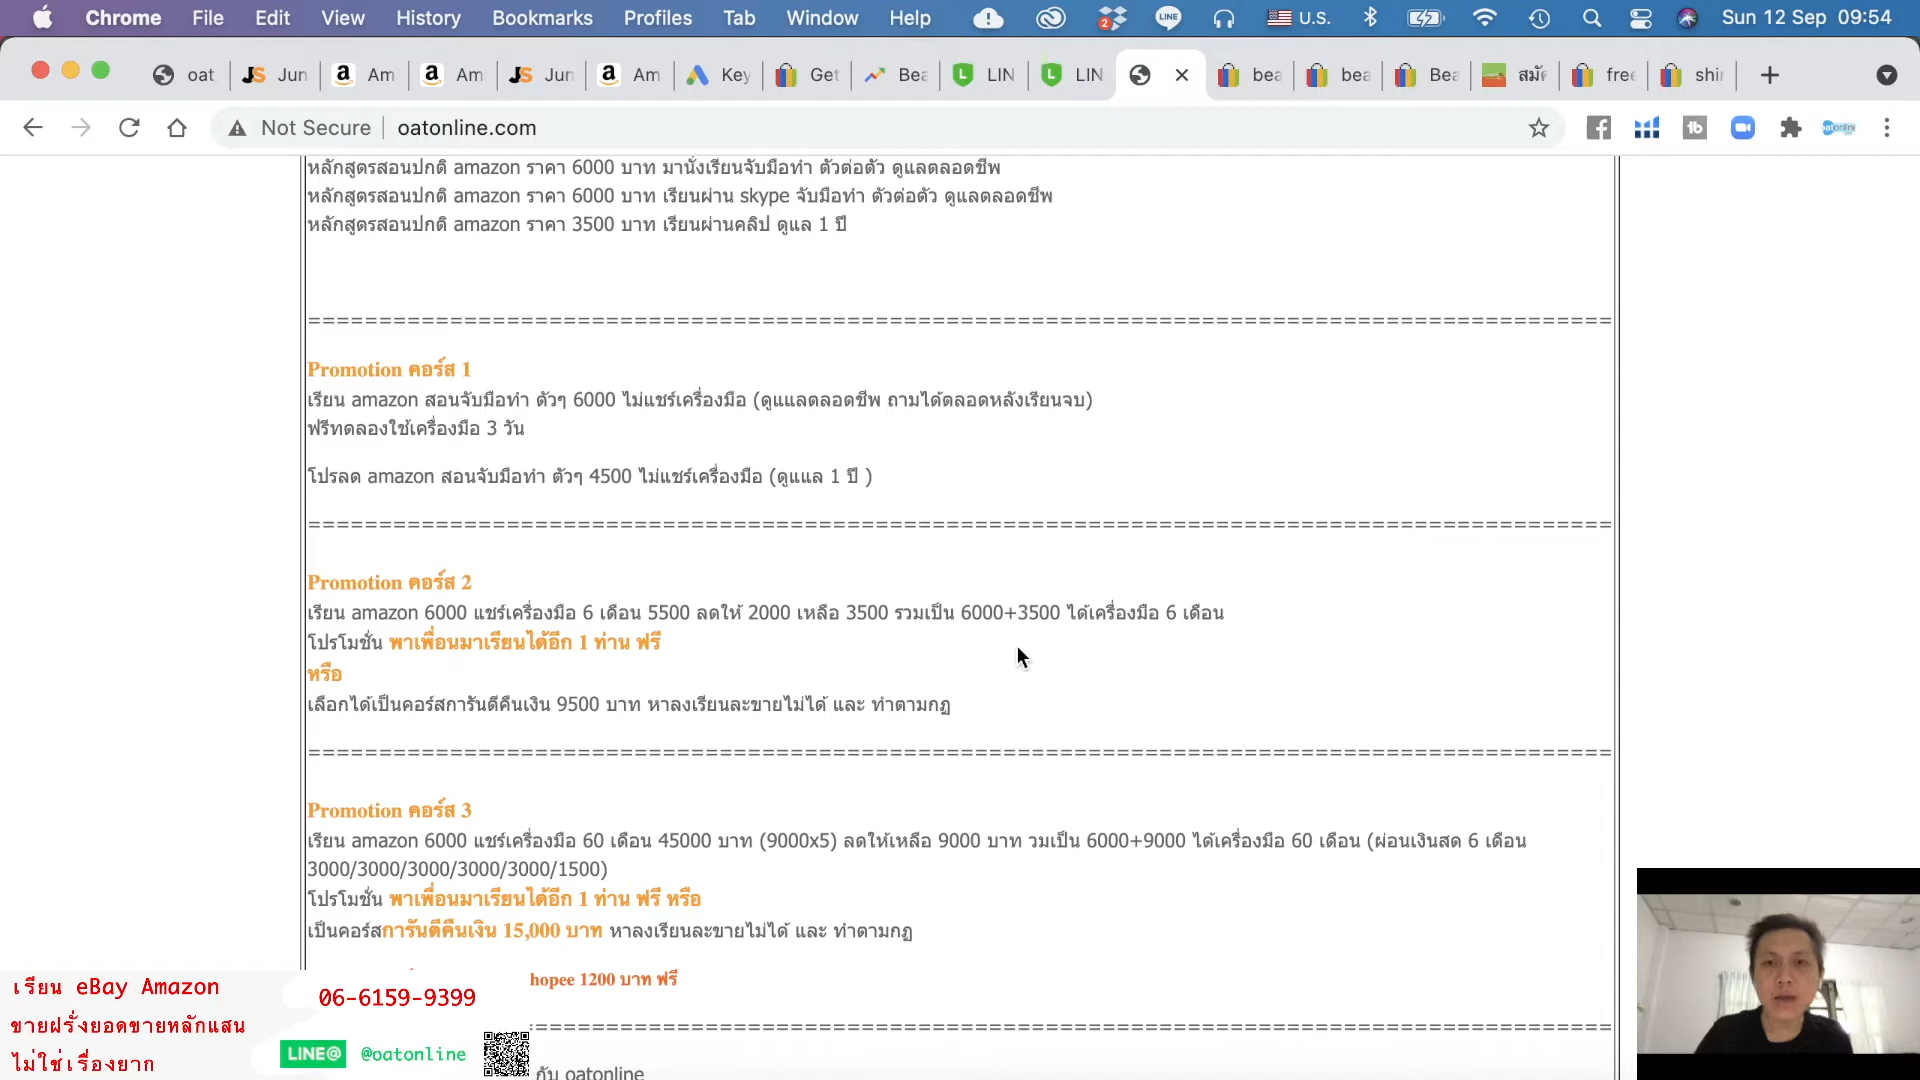 Chrome File Edit View History Bookmarks Profiles Tab Window Help 2 LINE U.S. Sun 12 Sep 09:54
oat JS Jun a Am a Am JS Jun a Am Key Get Bea L LIN L LIN bea bea Bea สมัค free shir
Not Secure oatonline.com tb oatonline
หลักสูตรสอนปกติ amazon ราคา 6000 บาท มานั่งเรียนจับมือทำ ตัวต่อตัว ดูแลตลอดชีพ
หลักสูตรสอนปกติ amazon ราคา 6000 บาท เรียนผ่าน skype จับมือทำ ตัวต่อตัว ดูแลตลอดชีพ
หลักสูตรสอนปกติ amazon ราคา 3500 บาท เรียนผ่านคลิป ดูแล 1 ปี
Promotion คอร์ส 1
เรียน amazon สอนจับมือทำ ตัวๆ 6000 ไม่แชร์เครื่องมือ (ดูแแลตลอดชีพ ถามได้ตลอดหลังเรียนจบ)
ฟรีทดลองใช้เครื่องมือ 3 วัน
โปรลด amazon สอนจับมือทำ ตัวๆ 4500 ไม่แชร์เครื่องมือ (ดูแแล 1 ปี )
Promotion คอร์ส 2
เรียน amazon 6000 แชร์เครื่องมือ 6 เดือน 5500 ลดให้ 2000 เหลือ 3500 รวมเป็น 6000+3500 ได้เครื่องมือ 6 เดือน
โปรโมชั่น พาเพื่อนมาเรียนได้อีก 1 ท่าน ฟรี
หรือ
เลือกได้เป็นคอร์สการันตีคืนเงิน 9500 บาท หาลงเรียนละขายไม่ได้ และ ทำตามกฏ
Promotion คอร์ส 3
เรียน amazon 6000 แชร์เครื่องมือ 60 เดือน 45000 บาท (9000x5) ลดให้เหลือ 9000 บาท วมเป็น 6000+9000 ได้เครื่องมือ 60 เดือน (ผ่อนเงินสด 6 เดือน
3000/3000/3000/3000/3000/1500)
โปรโมชั่น พาเพื่อนมาเรียนได้อีก 1 ท่าน ฟรี หรือ
เป็นคอร์สการันตีคืนเงิน 15,000 บาท หาลงเรียนละขายไม่ได้ และ ทำตามกฏ
hopee 1200 บาท ฟรี
กับ oatonline
เรียน eBay Amazon
ขายฝรั่งยอดขายหลักแสน
ไม่ใช่เรื่องยาก
06-6159-9399
LINE@ @oatonline